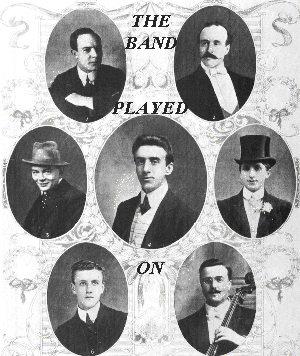 THE
BAND
PLAYED
ON